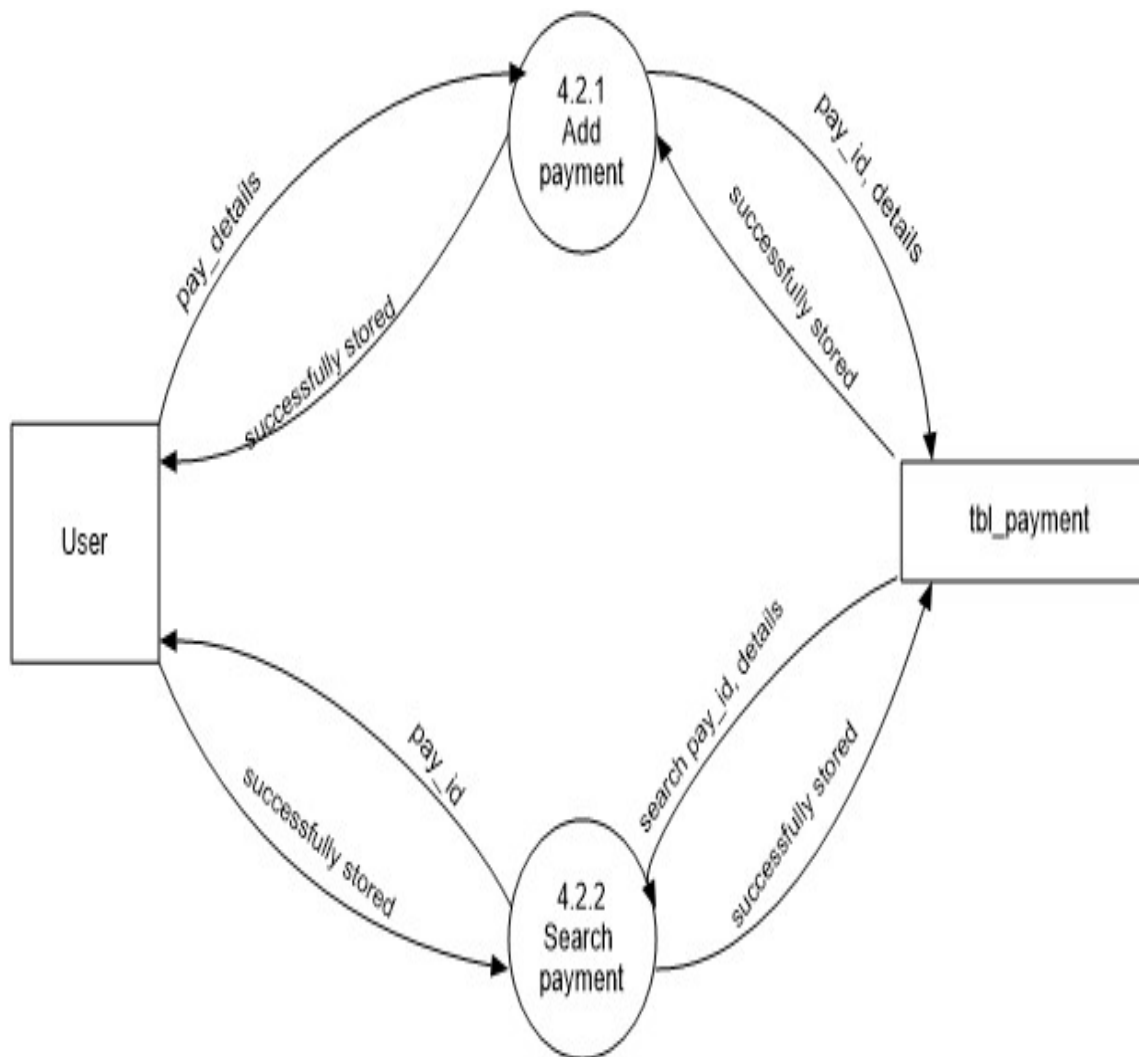 4.2.1
Add
payment
pay_details
pay_id, details
successfully stored
successfully stored
User
tbl_payment
pay_id
search pay_id, details
successfully stored
successfully stored
4.2.2
Search
payment